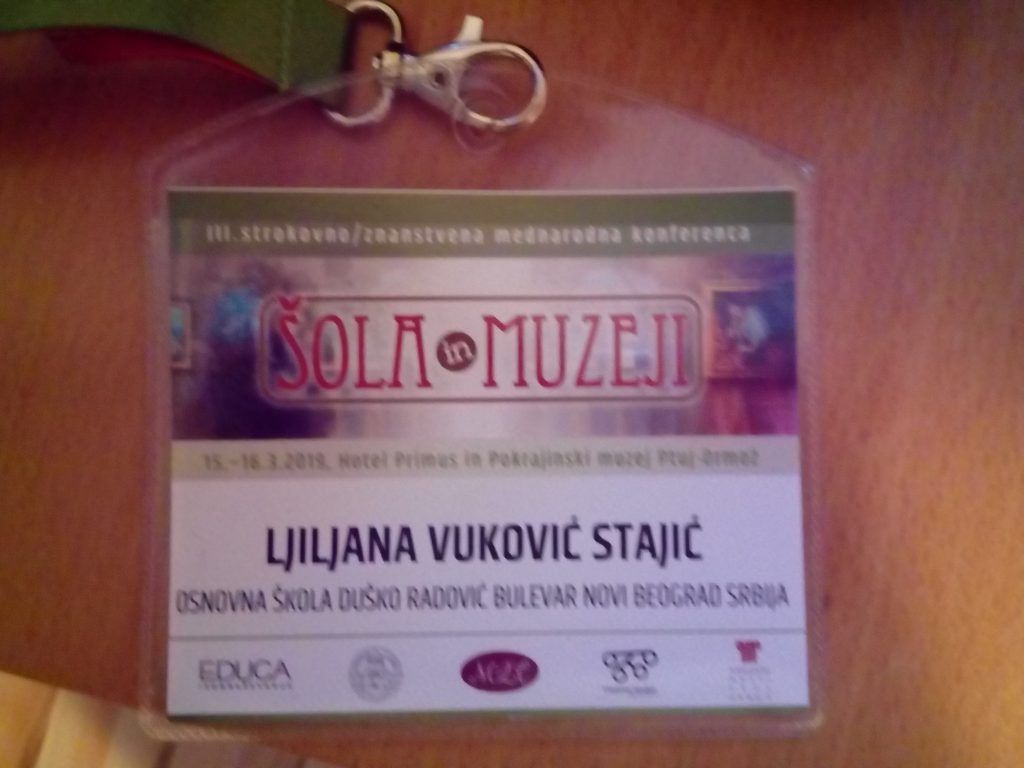 III. strokovno/znanstvena mednarodna konferenca
ŠOLA in MUZEJI
15.-16.3.2019, Hotel Primus in Pokrajinski muzej Ptuj-Ormož
LJILJANA VUKOVIĆ STAJIĆ
OSNOVNA ŠKOLA DUŠKO RADOVIĆ BULEVAR NOVI BEOGRAD SRBIJA
EDUCA